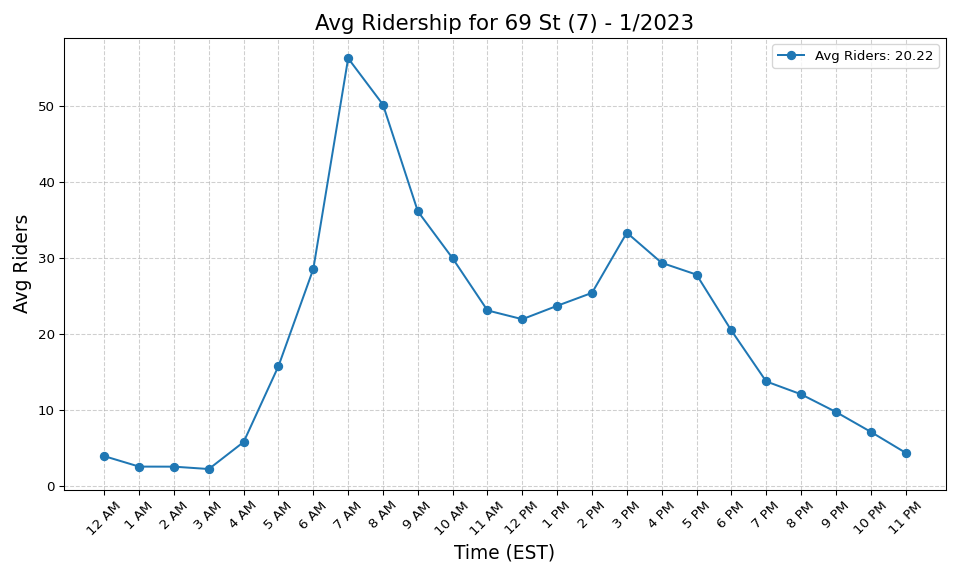 Avg Ridership for 69 St (7) - 1/2023
Avg Riders: 20.22
Avg Riders
50
40
30
20
10
0
12 AM
1 AM
2 AM
3 AM
4 AM
5 AM
6 AM
7 AM
8 AM
9 AM
10 AM
11 AM
12 PM
1 PM
2 PM
3 PM
4 PM
5 PM
6 PM
7 PM
8 PM
9 PM
10 PM
11 PM
Time (EST)